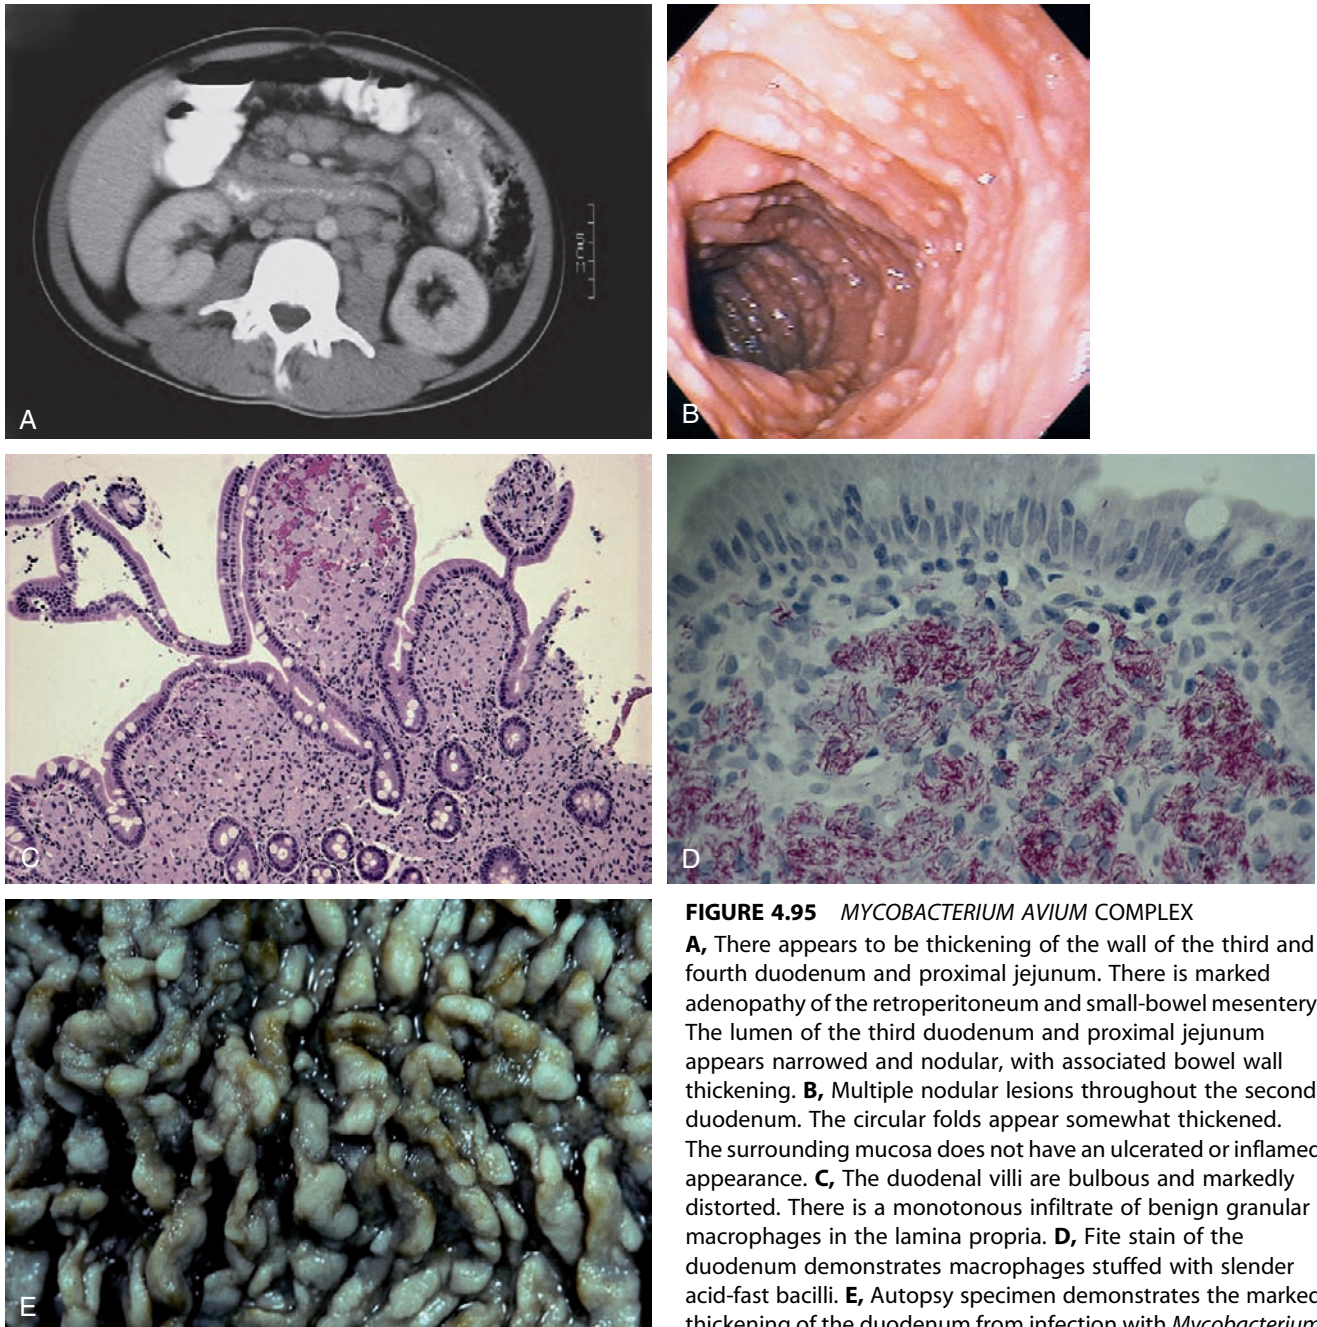 A
5CM
B
C
D
E
FIGURE 4.95 MYCOBACTERIUM AVIUM COMPLEX
A, There appears to be thickening of the wall of the third and
fourth duodenum and proximal jejunum. There is marked
adenopathy of the retroperitoneum and small-bowel mesentery
The lumen of the third duodenum and proximal jejunum
appears narrowed and nodular, with associated bowel wall
thickening. B, Multiple nodular lesions throughout the second
duodenum. The circular folds appear somewhat thickened.
The surrounding mucosa does not have an ulcerated or inflamed
appearance. C, The duodenal villi are bulbous and markedly
distorted. There is a monotonous infiltrate of benign granular
macrophages in the lamina propria. D, Fite stain of the
duodenum demonstrates macrophages stuffed with slender
acid-fast bacilli. E, Autopsy specimen demonstrates the marked
thickening of the duodenum from infection with Mycobacterium